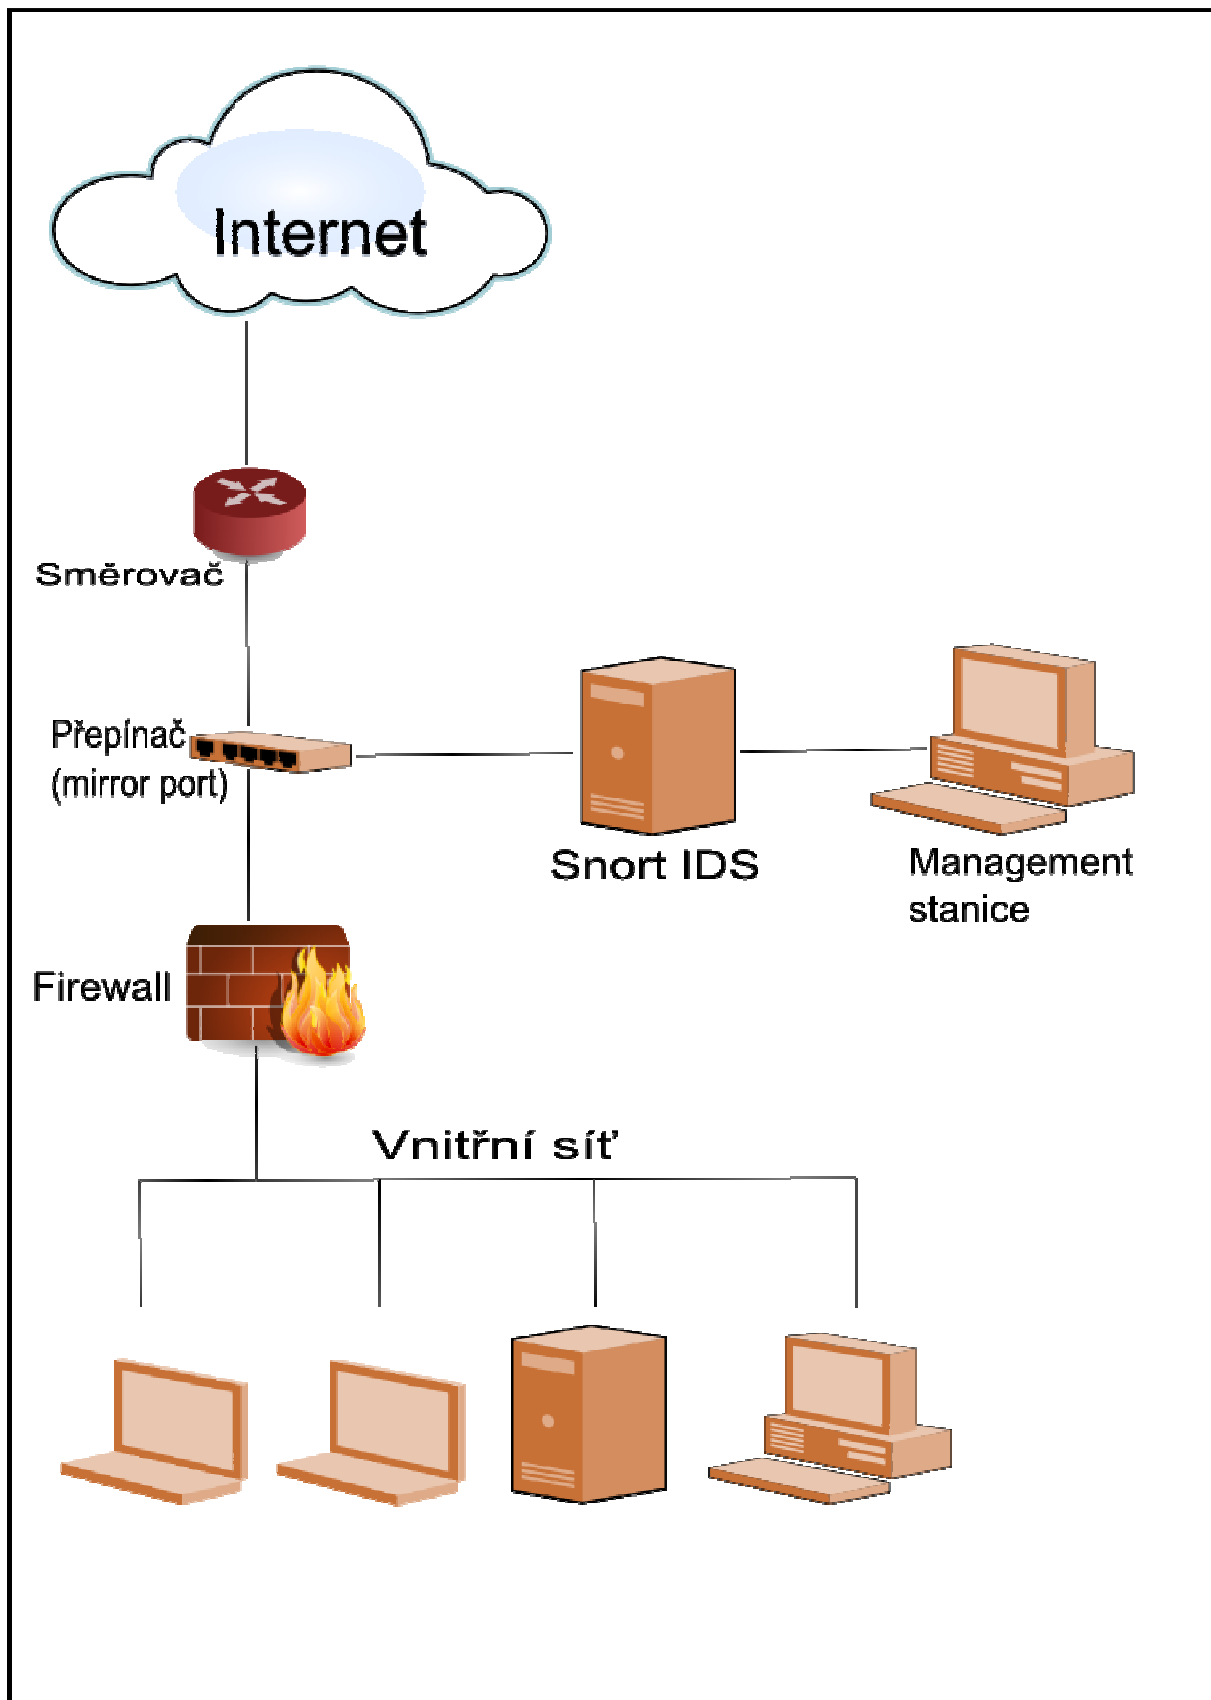 Internet
Směrovač
Přepínač
(mirror port)
Snort IDS
Management
stanice
Firewall
Vnitřní síť